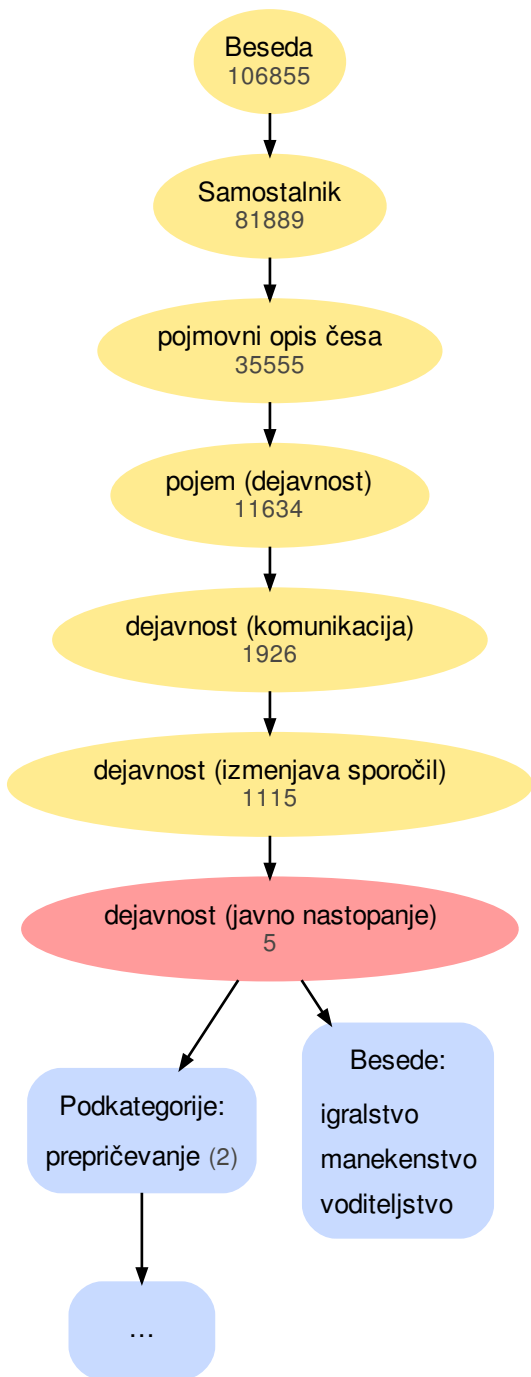 Beseda
106855
Samostalnik
81889
pojmovni opis česa
35555
pojem (dejavnost)
11634
dejavnost (komunikacija)
1926
dejavnost (izmenjava sporočil)
1115
dejavnost (javno nastopanje)
5
Podkategorije:
prepričevanje (2)
...
Besede:
igralstvo
manekenstvo
voditeljstvo